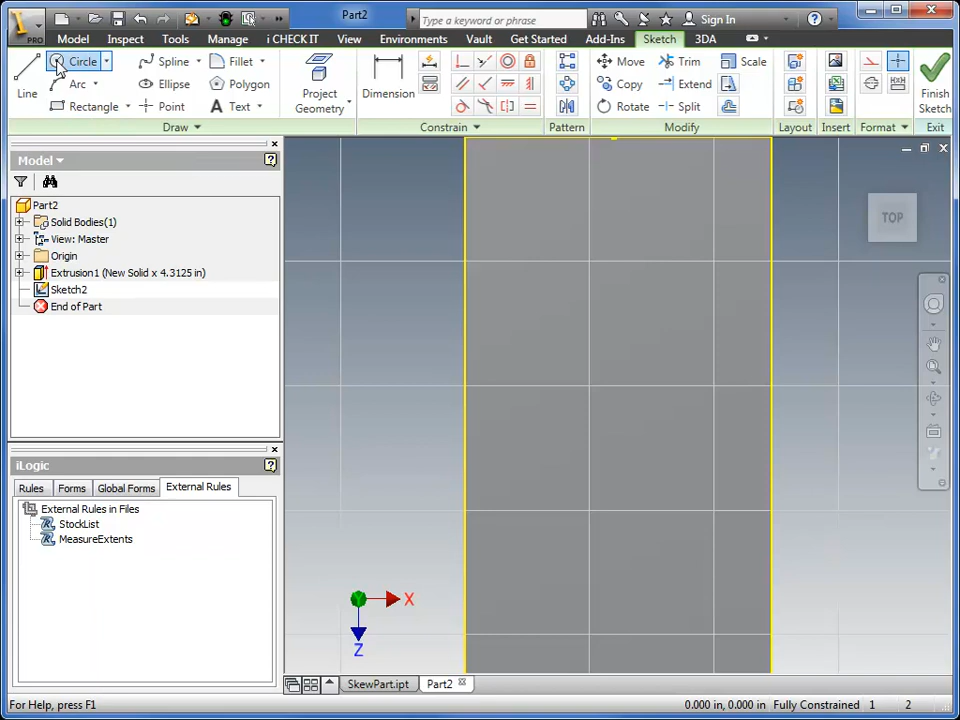 Part2
Type a keyword or phrase
Sign In
PRO
Model Inspect Tools Manage i CHECK IT View Environments Vault Get Started Add-Ins Sketch 3DA
Line
Circle
Arc
Rectangle
Spline
Ellipse
Point
Fillet
Polygon
Text
Project
Geometry
Dimension
Move
Copy
Rotate
Trim
Extend
Split
Scale
Finish
Sketch
Draw Constrain Pattern Modify Layout Insert Format Exit
Model
Part2
Solid Bodies(1)
View: Master
Origin
Extrusion1 (New Solid x 4.3125 in)
Sketch2
End of Part
TOP
iLogic
Rules Forms Global Forms External Rules
External Rules in Files
StockList
MeasureExtents
X
Z
SkewPart.ipt Part2
For Help, press F1
0.000 in, 0.000 in Fully Constrained 1 2